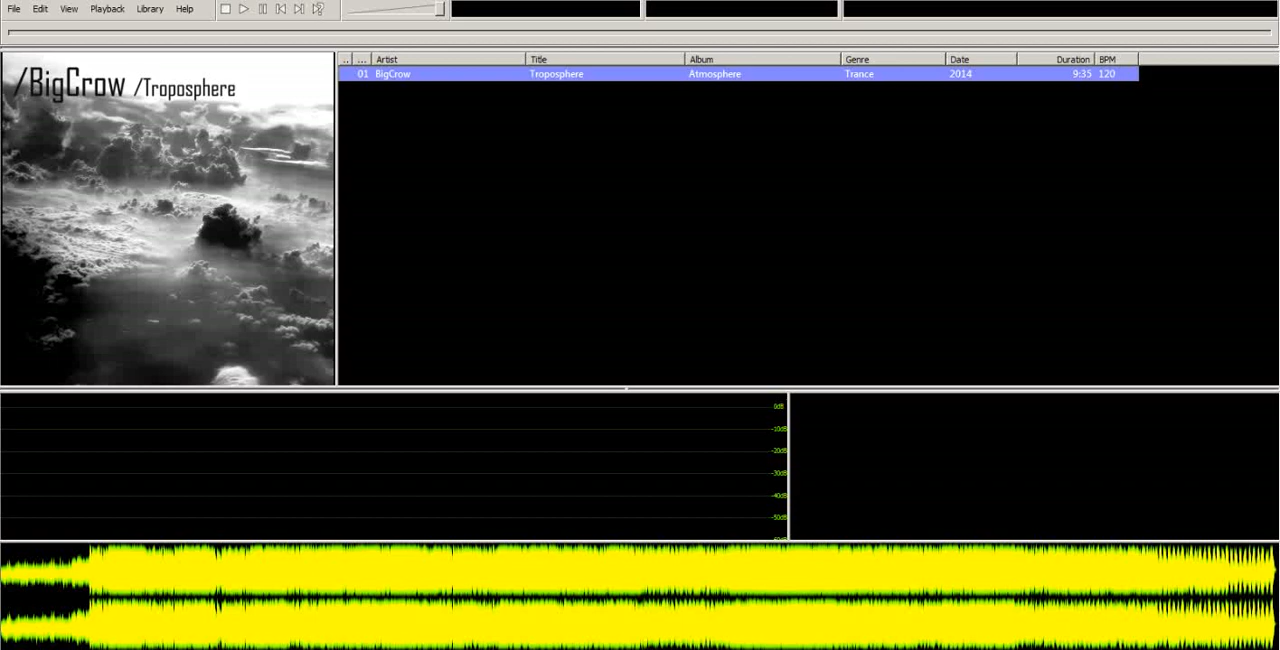 File Edit View Playback Library Help
/BigCrow /Troposphere
.. ... Artist Title Album Genre Date Duration BPM
01 BigCrow Troposphere Atmosphere Trance 2014 9:35 120
0dB
-10dB
-20dB
-30dB
-40dB
-50dB